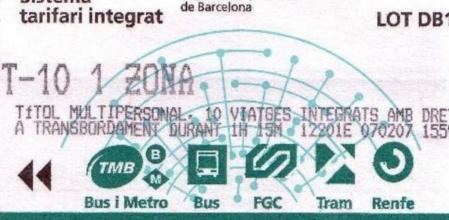 Sistema
tarifari integrat
de Barcelona
LOT DB1
T-10 1 ZONA
TíTOL MULTIPERSONAL. 10 VIATGES INTEGRATS AMB DRET
A TRANSBORDAMENT DURANT 1H 15M 12201E 070207 155
TMB B M
Bus i Metro Bus FGC Tram Renfe